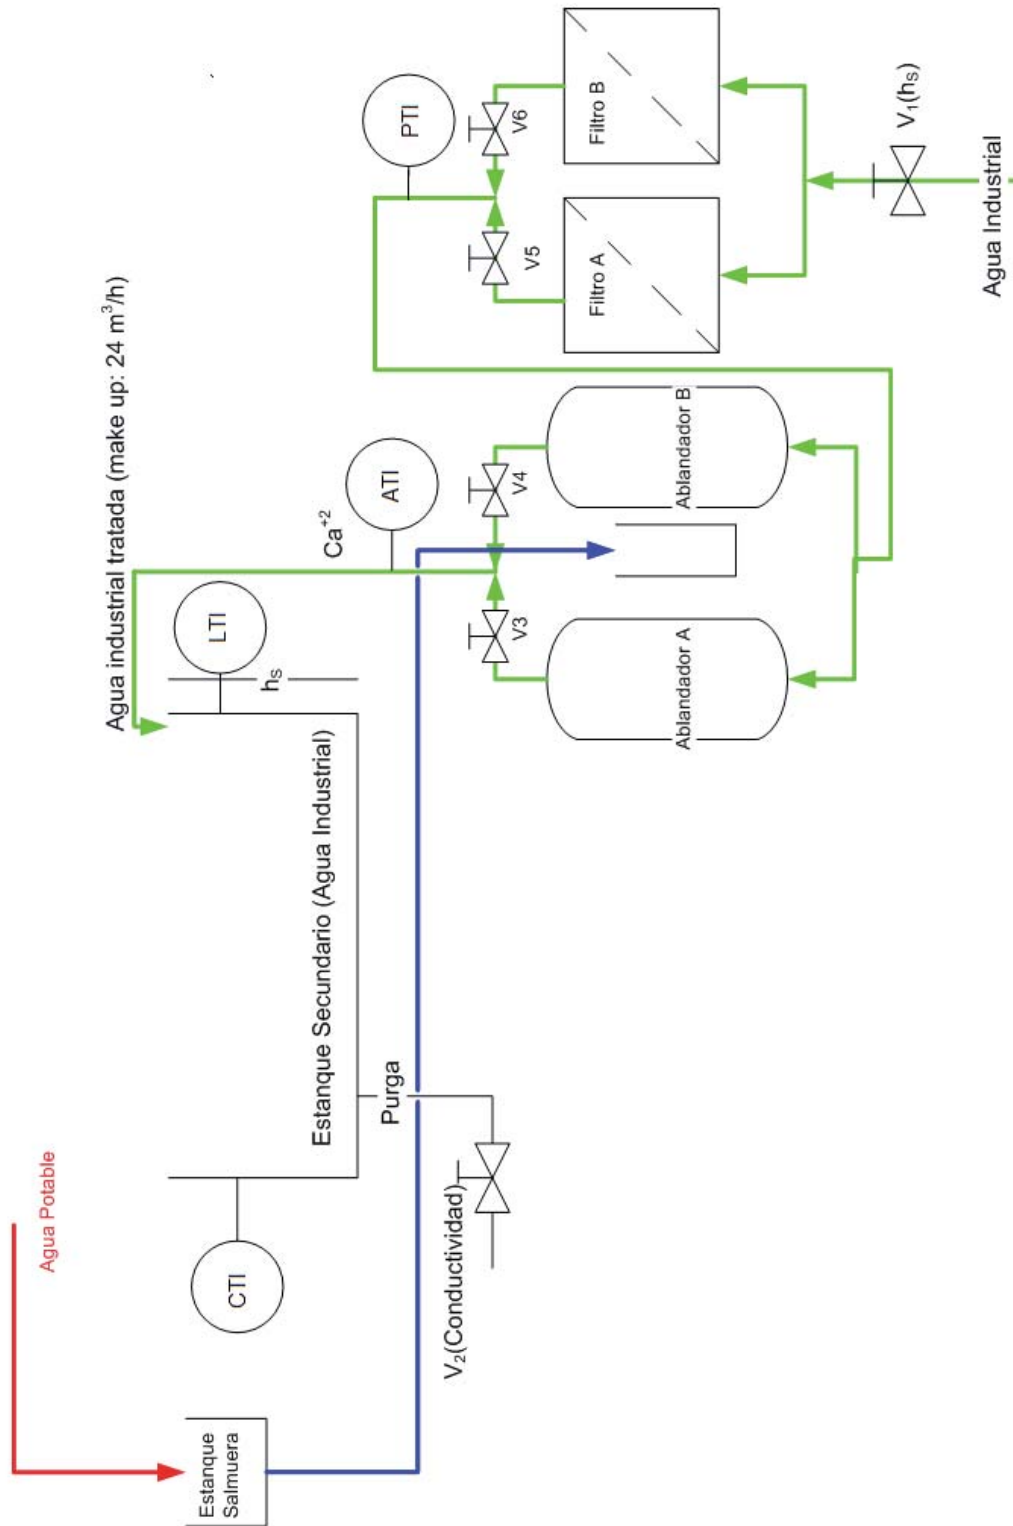 Agua Potable
Estanque
Salmuera
CTI
V₂(Conductividad)
Purga
Estanque Secundario (Agua Industrial)
Agua industrial tratada (make up: 24 m³/h)
LTI
hₛ
Ca⁺²
ATI
V3
V4
Ablandador A
Ablandador B
PTI
V5
V6
Filtro A
Filtro B
V₁(hₛ)
Agua Industrial